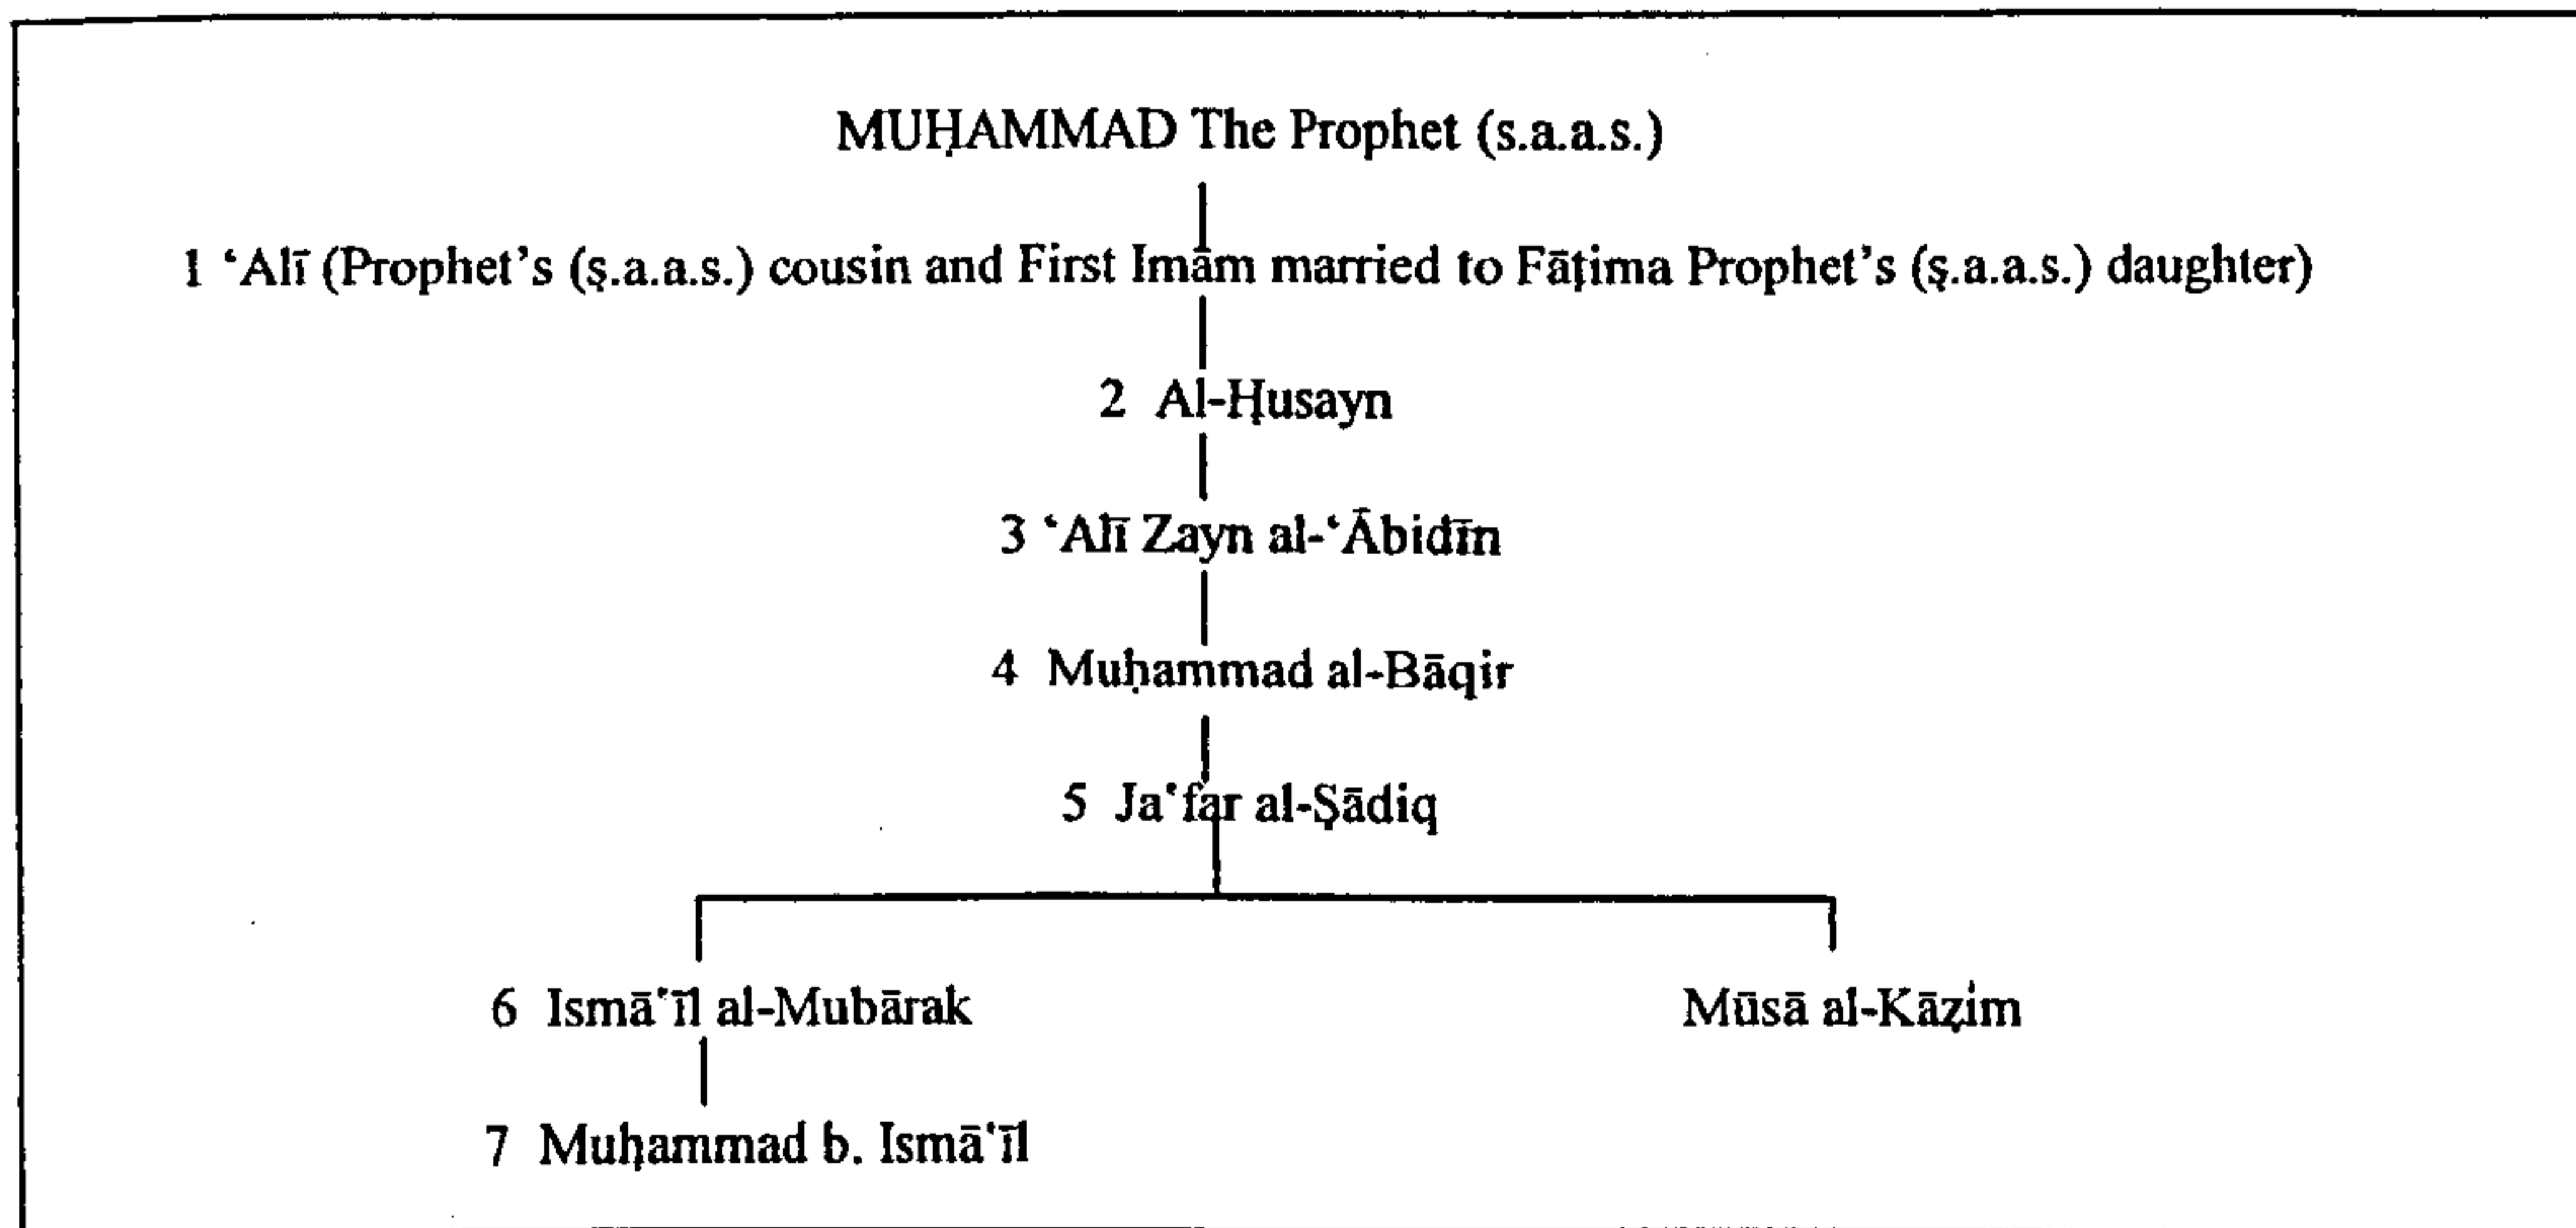 MUḤAMMAD The Prophet (s.a.a.s.)
1 ‘Alī (Prophet’s (ṣ.a.a.s.) cousin and First Imām married to Fāṭima Prophet’s (ṣ.a.a.s.) daughter)
2 Al-Ḥusayn
3 ‘Alī Zayn al-‘Ābidīn
4 Muḥammad al-Bāqir
5 Ja‘far al-Ṣādiq
6 Ismā‘īl al-Mubārak
Mūsā al-Kāẓim
7 Muḥammad b. Ismā‘īl